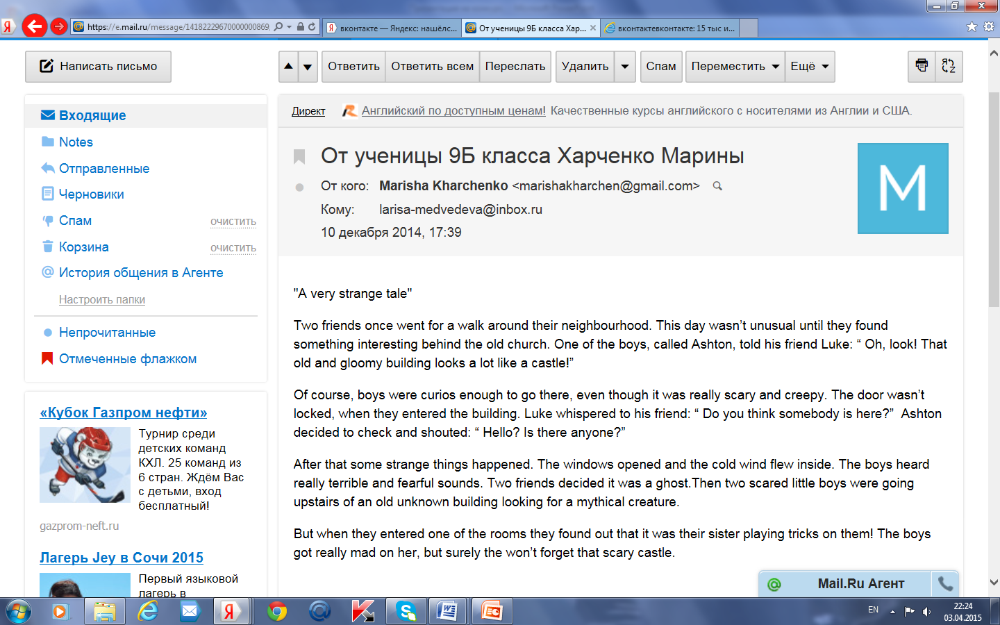 https://e.mail.ru/message/14182229670000000869
вконтакте — Яндекс: нашёлс...
От ученицы 9Б класса Хар...
вконтактевконтакте: 15 тыс и...
Написать письмо
Ответить
Ответить всем
Переслать
Удалить
Спам
Переместить
Ещё
Входящие
Notes
Отправленные
Черновики
Спам
очистить
Корзина
очистить
История общения в Агенте
Настроить папки
Непрочитанные
Отмеченные флажком
«Кубок Газпром нефти»
Турнир среди
детских команд
КХЛ. 25 команд из
6 стран. Ждём Вас
с детьми, вход
бесплатный!
gazprom-neft.ru
Лагерь Jey в Сочи 2015
Первый языковой
лагерь в
Директ
Английский по доступным ценам! Качественные курсы английского с носителями из Англии и США.
От ученицы 9Б класса Харченко Марины
От кого: Marisha Kharchenko <marishakharchen@gmail.com>
Кому: larisa-medvedeva@inbox.ru
10 декабря 2014, 17:39
M
"A very strange tale"
Two friends once went for a walk around their neighbourhood. This day wasn’t unusual until they found
something interesting behind the old church. One of the boys, called Ashton, told his friend Luke: “ Oh, look! That
old and gloomy building looks a lot like a castle!”
Of course, boys were curios enough to go there, even though it was really scary and creepy. The door wasn’t
locked, when they entered the building. Luke whispered to his friend: “ Do you think somebody is here?”  Ashton
decided to check and shouted: “ Hello? Is there anyone?”
After that some strange things happened. The windows opened and the cold wind flew inside. The boys heard
really terrible and fearful sounds. Two friends decided it was a ghost.Then two scared little boys were going
upstairs of an old unknown building looking for a mythical creature.
But when they entered one of the rooms they found out that it was their sister playing tricks on them! The boys
got really mad on her, but surely the won’t forget that scary castle.
Mail.Ru Агент
EN
22:24
03.04.2015